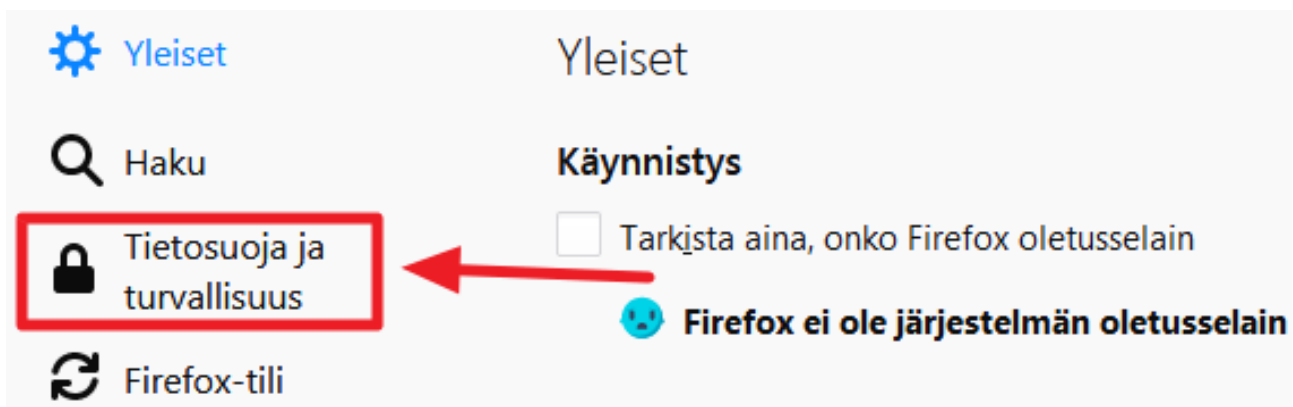 Yleiset
Haku
Tietosuoja ja
turvallisuus
Firefox-tili
Yleiset
Käynnistys
Tarkista aina, onko Firefox oletusselain
Firefox ei ole järjestelmän oletusselain